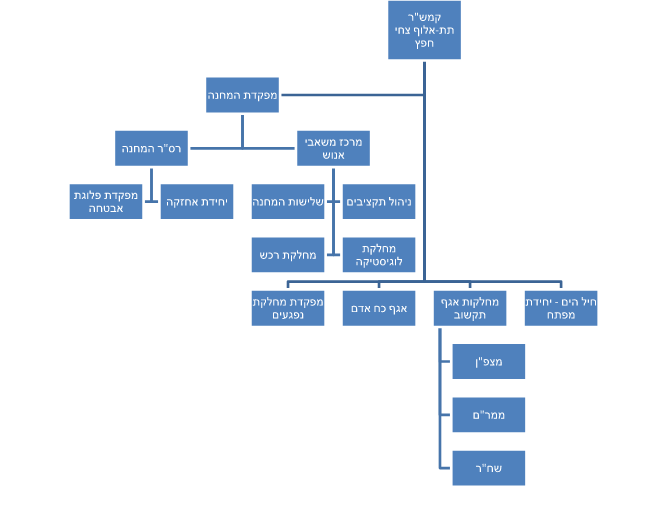 קמש"ר
תת-אלוף צחי
חפץ
מפקדת המחנה
רס"ר המחנה
מרכז משאבי
אנוש
מפקדת פלוגת
אבטחה
יחידת אחזקה
שלישות המחנה
ניהול תקציבים
מחלקת רכש
מחלקת
לוגיסטיקה
מפקדת מחלקת
נפגעים
אגף כח אדם
מחלקות אגף
תקשוב
חיל הים - יחידת
מפתח
מצפ"ן
ממר"ם
שח"ר